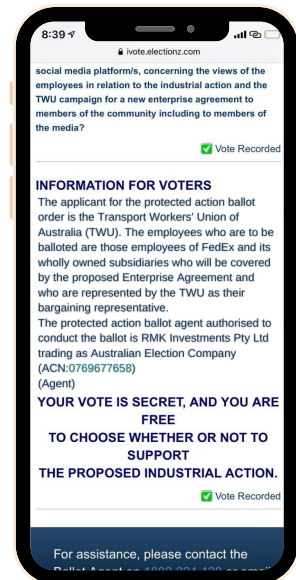 8:39
ivote.electionz.com
social media platform/s, concerning the views of the
employees in relation to the industrial action and the
TWU campaign for a new enterprise agreement to
members of the community including to members of
the media?
Vote Recorded
INFORMATION FOR VOTERS
The applicant for the protected action ballot
order is the Transport Workers' Union of
Australia (TWU). The employees who are to be
balloted are those employees of FedEx and its
wholly owned subsidiaries who will be covered
by the proposed Enterprise Agreement and
who are represented by the TWU as their
bargaining representative.
The protected action ballot agent authorised to
conduct the ballot is RMK Investments Pty Ltd
trading as Australian Election Company
(ACN:0769677658)
(Agent)
YOUR VOTE IS SECRET, AND YOU ARE
FREE
TO CHOOSE WHETHER OR NOT TO
SUPPORT
THE PROPOSED INDUSTRIAL ACTION.
Vote Recorded
For assistance, please contact the
Ballot Agent on